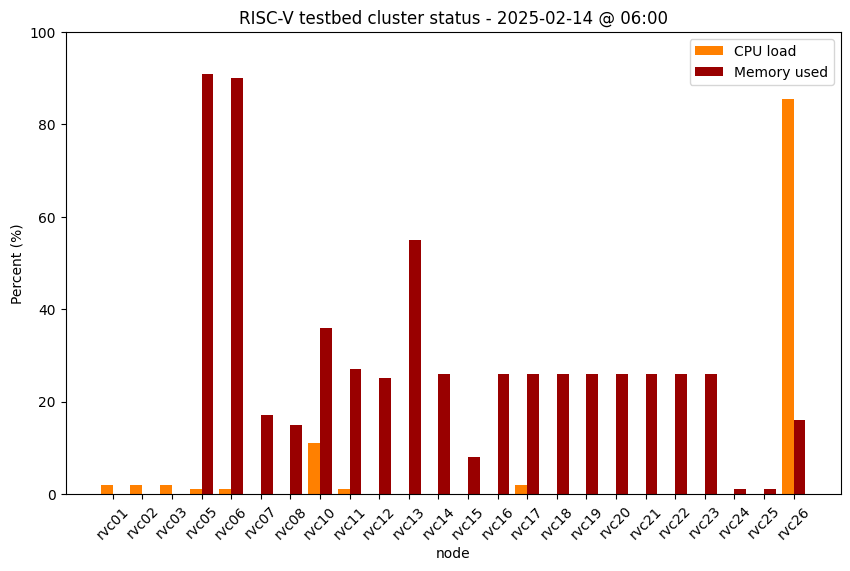 RISC-V testbed cluster status - 2025-02-14 @ 06:00
CPU load
Memory used
Percent (%)
100
80
60
40
20
0
rvc01
rvc02
rvc03
rvc05
rvc06
rvc07
rvc08
rvc10
rvc11
rvc12
rvc13
rvc14
rvc15
rvc16
rvc17
rvc18
rvc19
rvc20
rvc21
rvc22
rvc23
rvc24
rvc25
rvc26
node